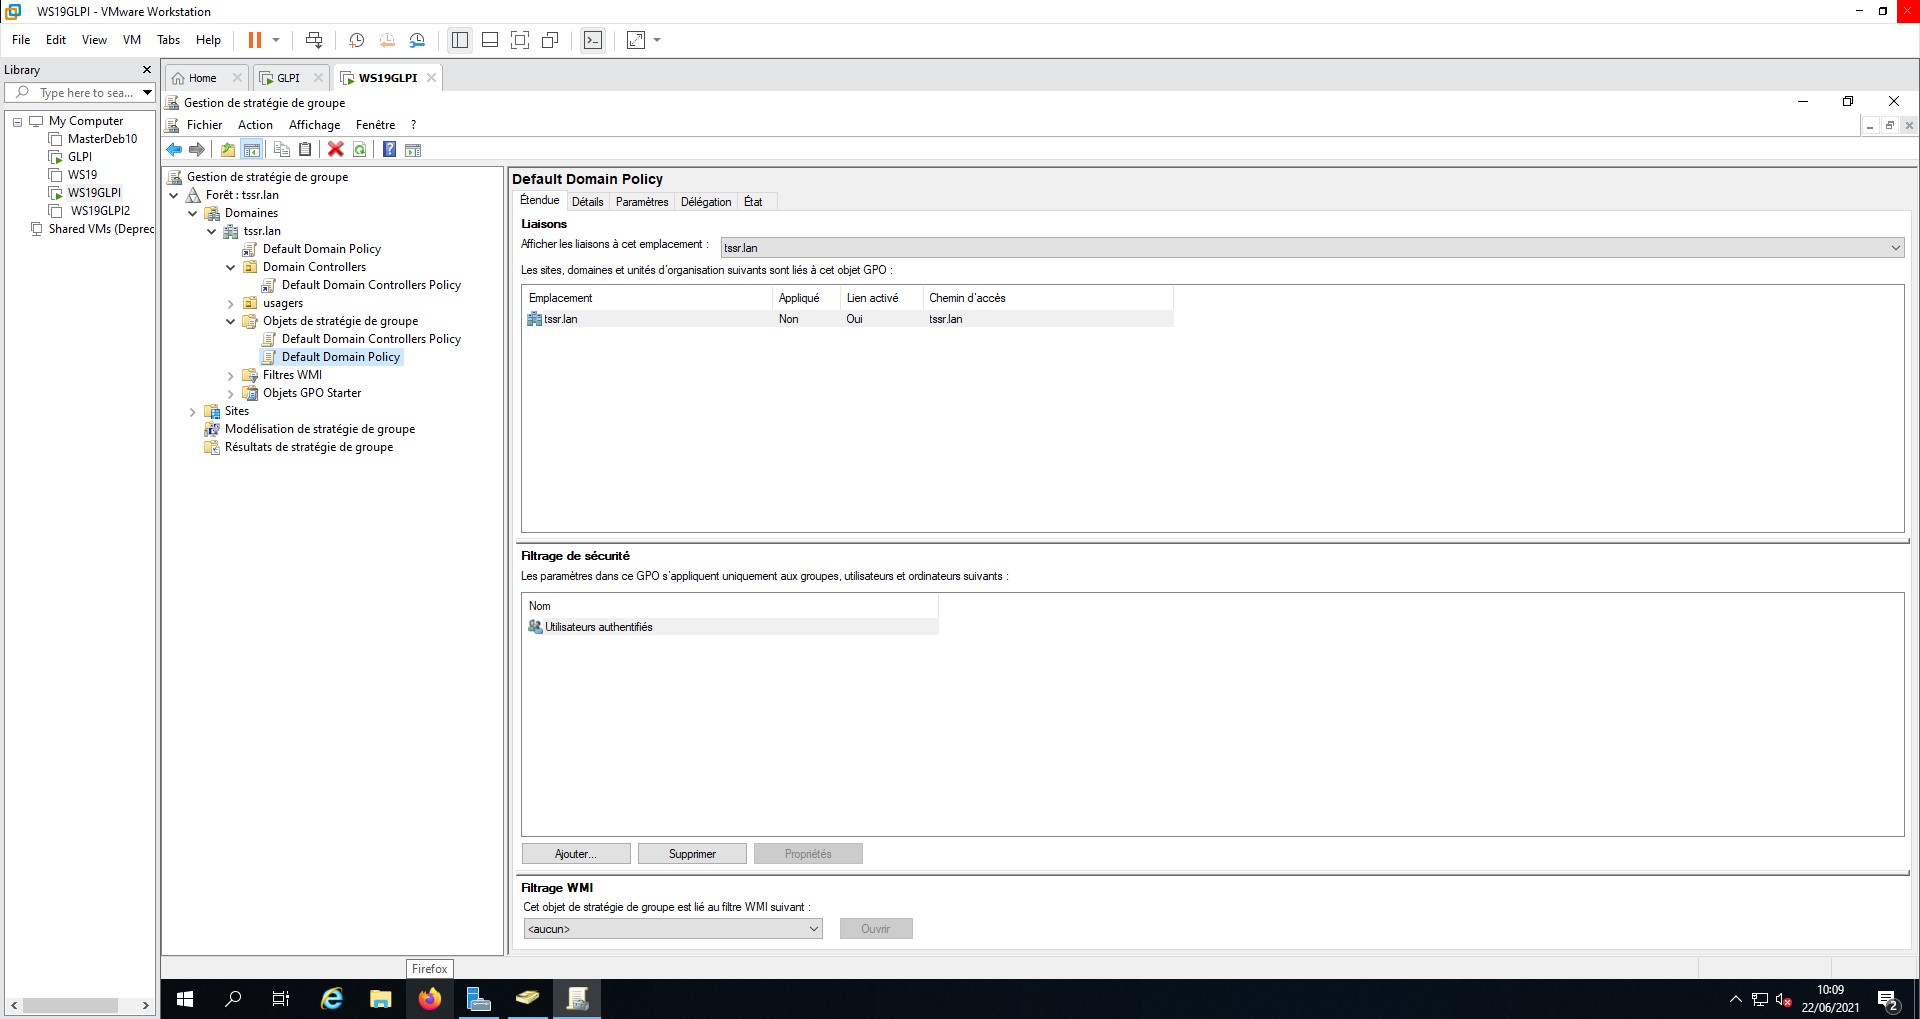 WS19GLPI - VMware Workstation
File Edit View VM Tabs Help
Library
Type here to sea...
My Computer
MasterDeb10
GLPI
WS19
WS19GLPI
WS19GLPI2
Shared VMs (Deprec
Home GLPI WS19GLPI
Gestion de stratégie de groupe
Fichier Action Affichage Fenêtre ?
Gestion de stratégie de groupe
Forêt : tssr.lan
Domaines
tssr.lan
Default Domain Policy
Domain Controllers
Default Domain Controllers Policy
usagers
Objets de stratégie de groupe
Default Domain Controllers Policy
Default Domain Policy
Filtres WMI
Objets GPO Starter
Sites
Modélisation de stratégie de groupe
Résultats de stratégie de groupe
Default Domain Policy
Étendue Détails Paramètres Délégation État
Liaisons
Afficher les liaisons à cet emplacement : tssr.lan
Les sites, domaines et unités d'organisation suivants sont liés à cet objet GPO :
Emplacement Appliqué Lien activé Chemin d'accès
tssr.lan Non Oui tssr.lan
Filtrage de sécurité
Les paramètres dans ce GPO s'appliquent uniquement aux groupes, utilisateurs et ordinateurs suivants :
Nom
Utilisateurs authentifiés
Ajouter... Supprimer Propriétés
Filtrage WMI
Cet objet de stratégie de groupe est lié au filtre WMI suivant :
<aucun> Ouvrir
Firefox
10:09
22/06/2021
2